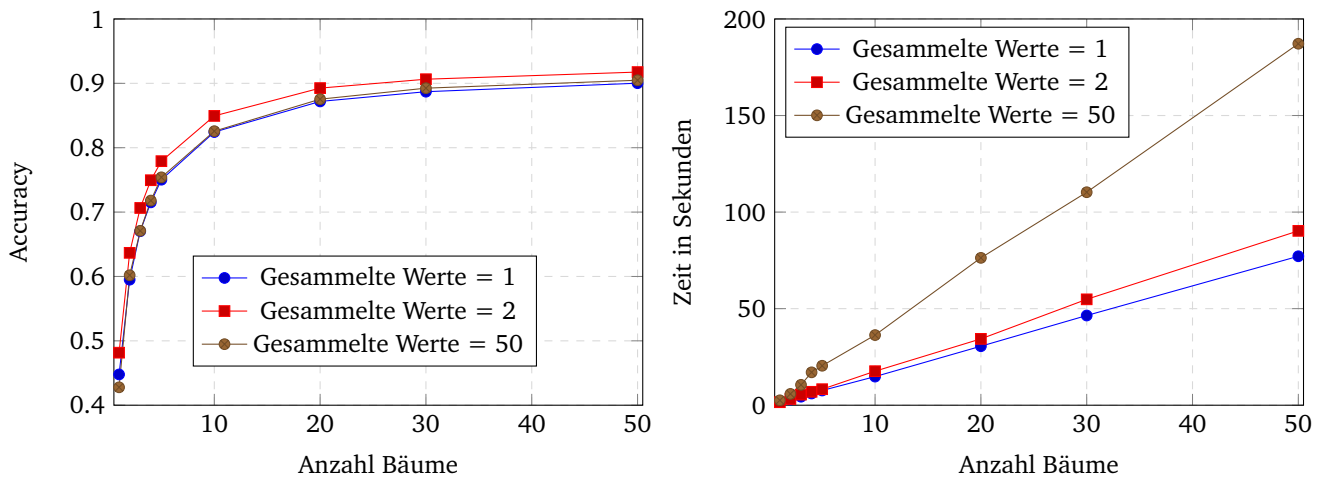 1
0.9
0.8
0.7
0.6
0.5
0.4
Accuracy
Gesammelte Werte = 1
Gesammelte Werte = 2
Gesammelte Werte = 50
10 20 30 40 50
Anzahl Bäume
200
150
100
50
0
Zeit in Sekunden
Gesammelte Werte = 1
Gesammelte Werte = 2
Gesammelte Werte = 50
10 20 30 40 50
Anzahl Bäume